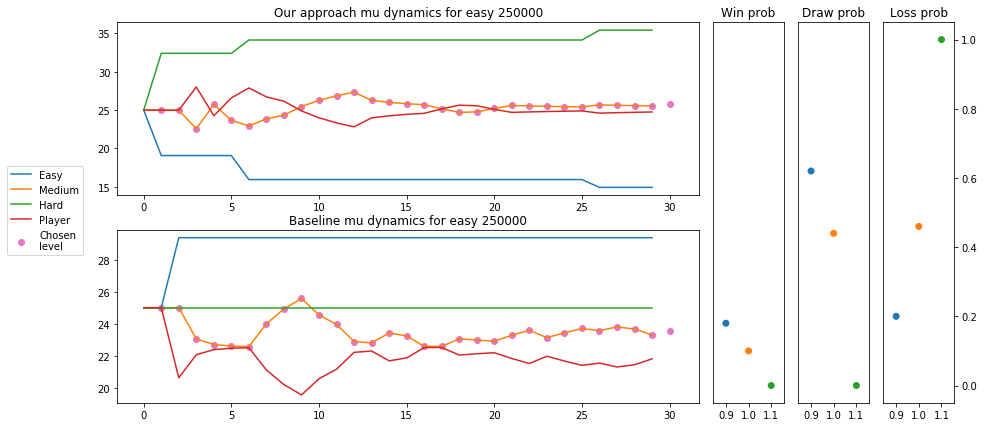 Our approach mu dynamics for easy 250000
35
30
25
20
15
0 5 10 15 20 25 30
Baseline mu dynamics for easy 250000
28
26
24
22
20
0 5 10 15 20 25 30
Easy
Medium
Hard
Player
Chosen
level
Win prob
0.9 1.0 1.1
Draw prob
0.9 1.0 1.1
Loss prob
0.9 1.0 1.1
1.0
0.8
0.6
0.4
0.2
0.0